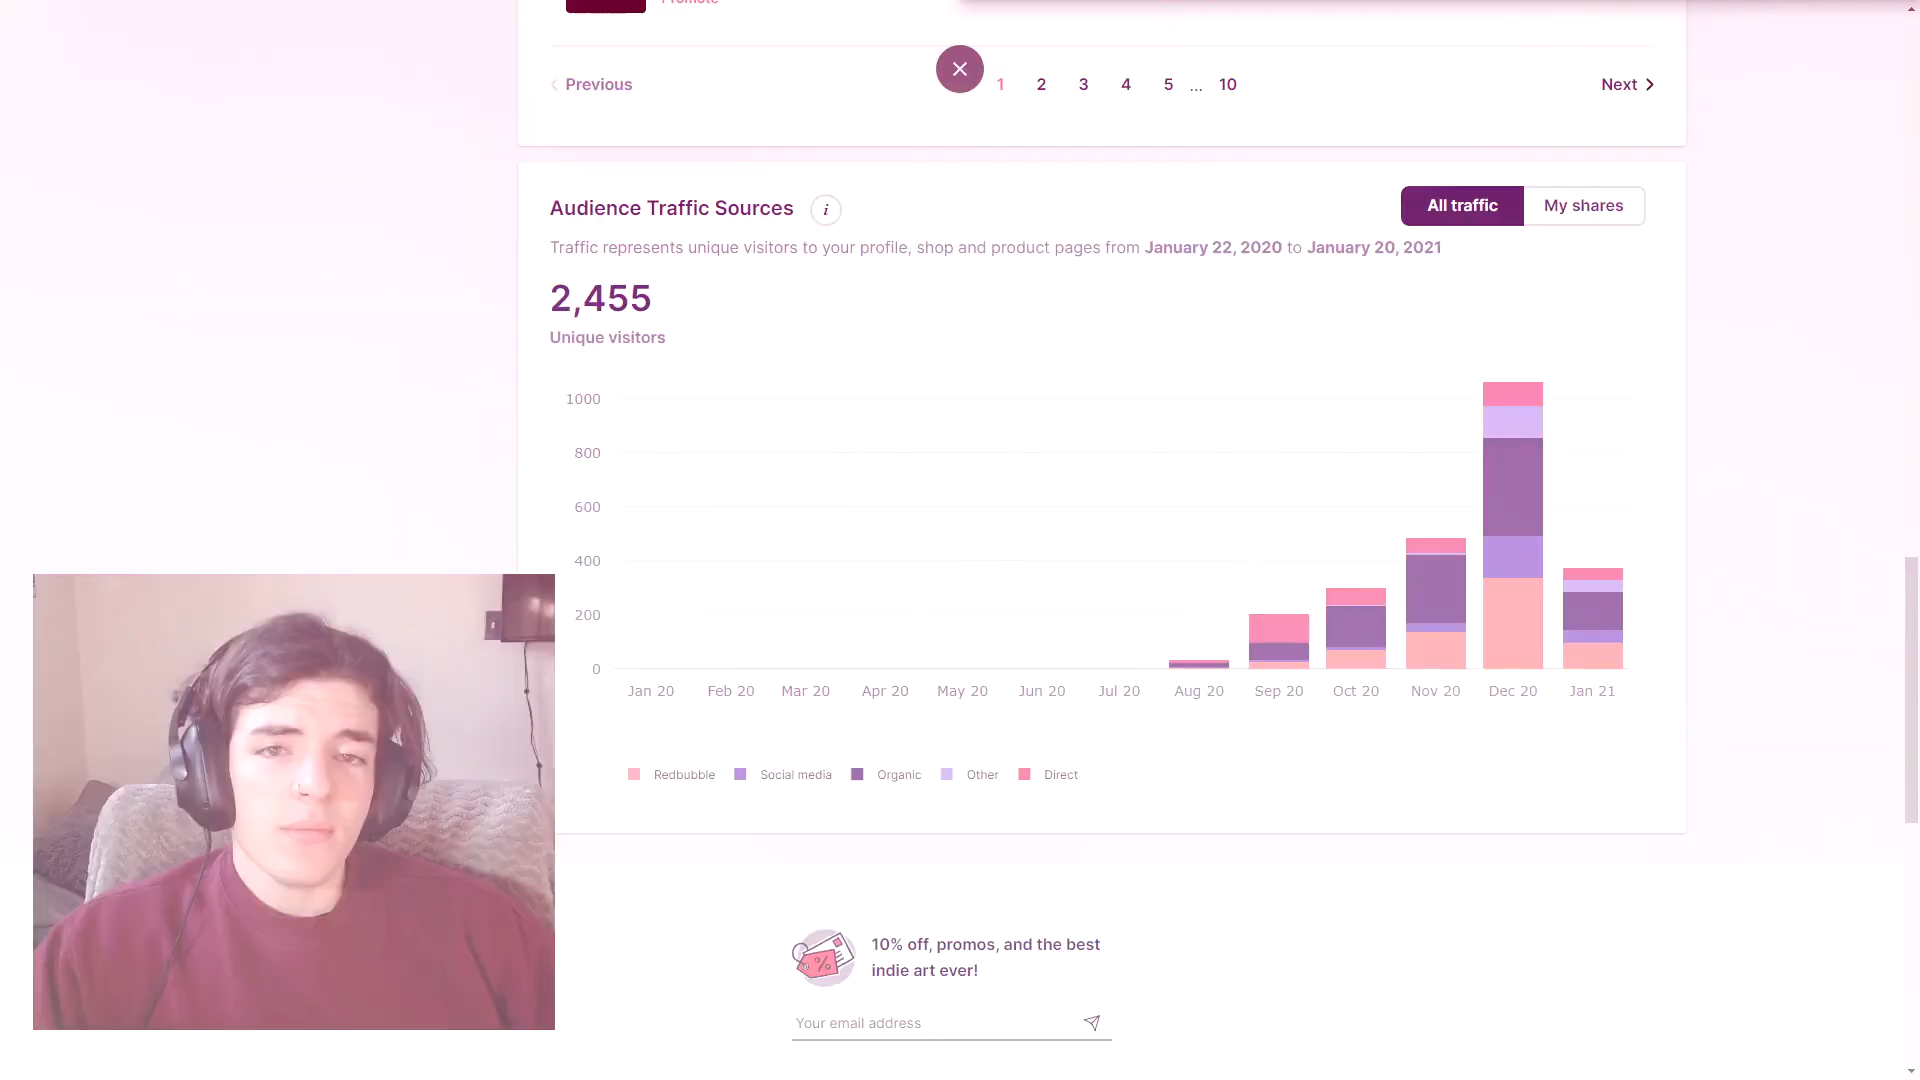 Promote
Previous
1 2 3 4 5 ... 10
Next
Audience Traffic Sources
i
All traffic
My shares
Traffic represents unique visitors to your profile, shop and product pages from January 22, 2020 to January 20, 2021
2,455
Unique visitors
1000
800
600
400
200
0
Jan 20 Feb 20 Mar 20 Apr 20 May 20 Jun 20 Jul 20 Aug 20 Sep 20 Oct 20 Nov 20 Dec 20 Jan 21
Redbubble Social media Organic Other Direct
10% off, promos, and the best
indie art ever!
%
Your email address